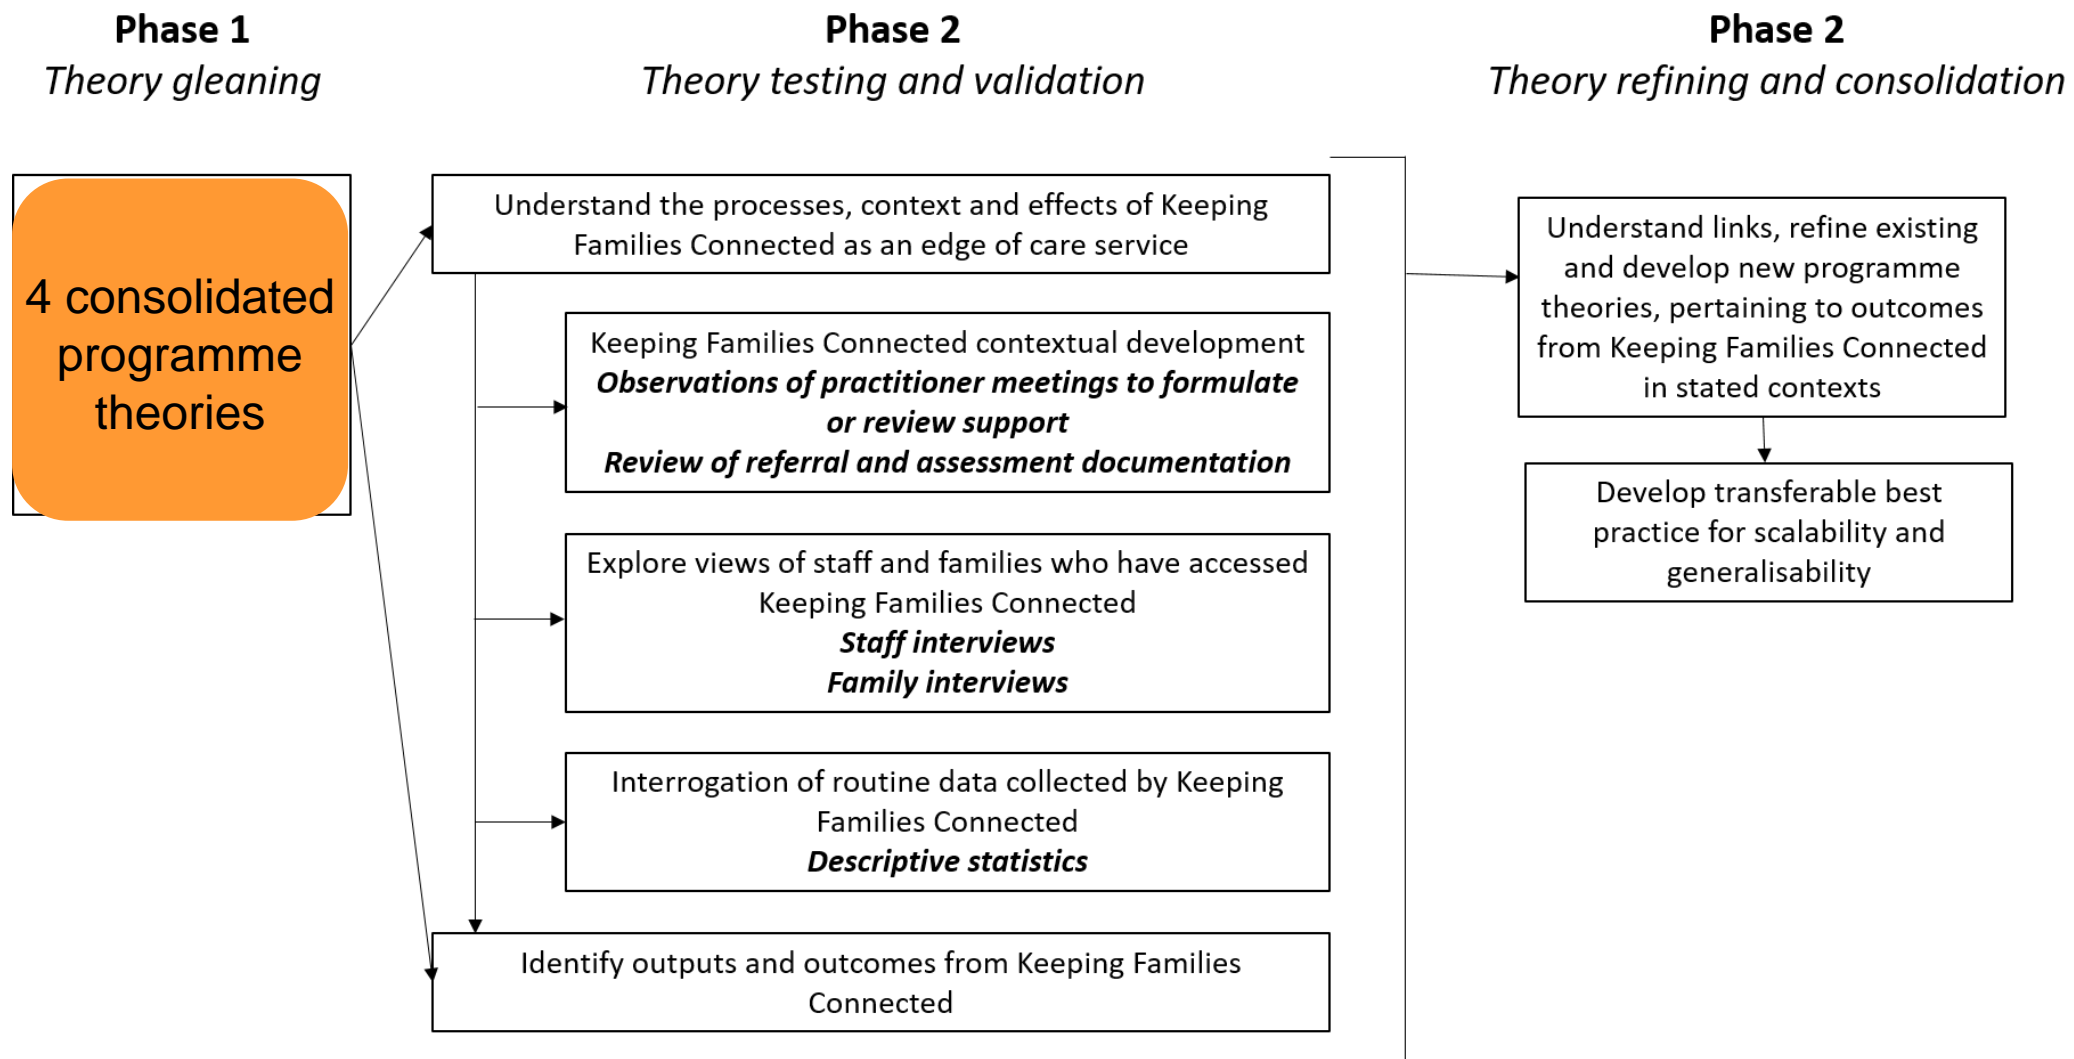 Phase 1
Theory gleaning
Phase 2
Theory testing and validation
Phase 2
Theory refining and consolidation
4 consolidated
programme
theories
Understand the processes, context and effects of Keeping
Families Connected as an edge of care service
Keeping Families Connected contextual development
Observations of practitioner meetings to formulate
or review support
Review of referral and assessment documentation
Explore views of staff and families who have accessed
Keeping Families Connected
Staff interviews
Family interviews
Interrogation of routine data collected by Keeping
Families Connected
Descriptive statistics
Identify outputs and outcomes from Keeping Families
Connected
Understand links, refine existing
and develop new programme
theories, pertaining to outcomes
from Keeping Families Connected
in stated contexts
Develop transferable best
practice for scalability and
generalisability